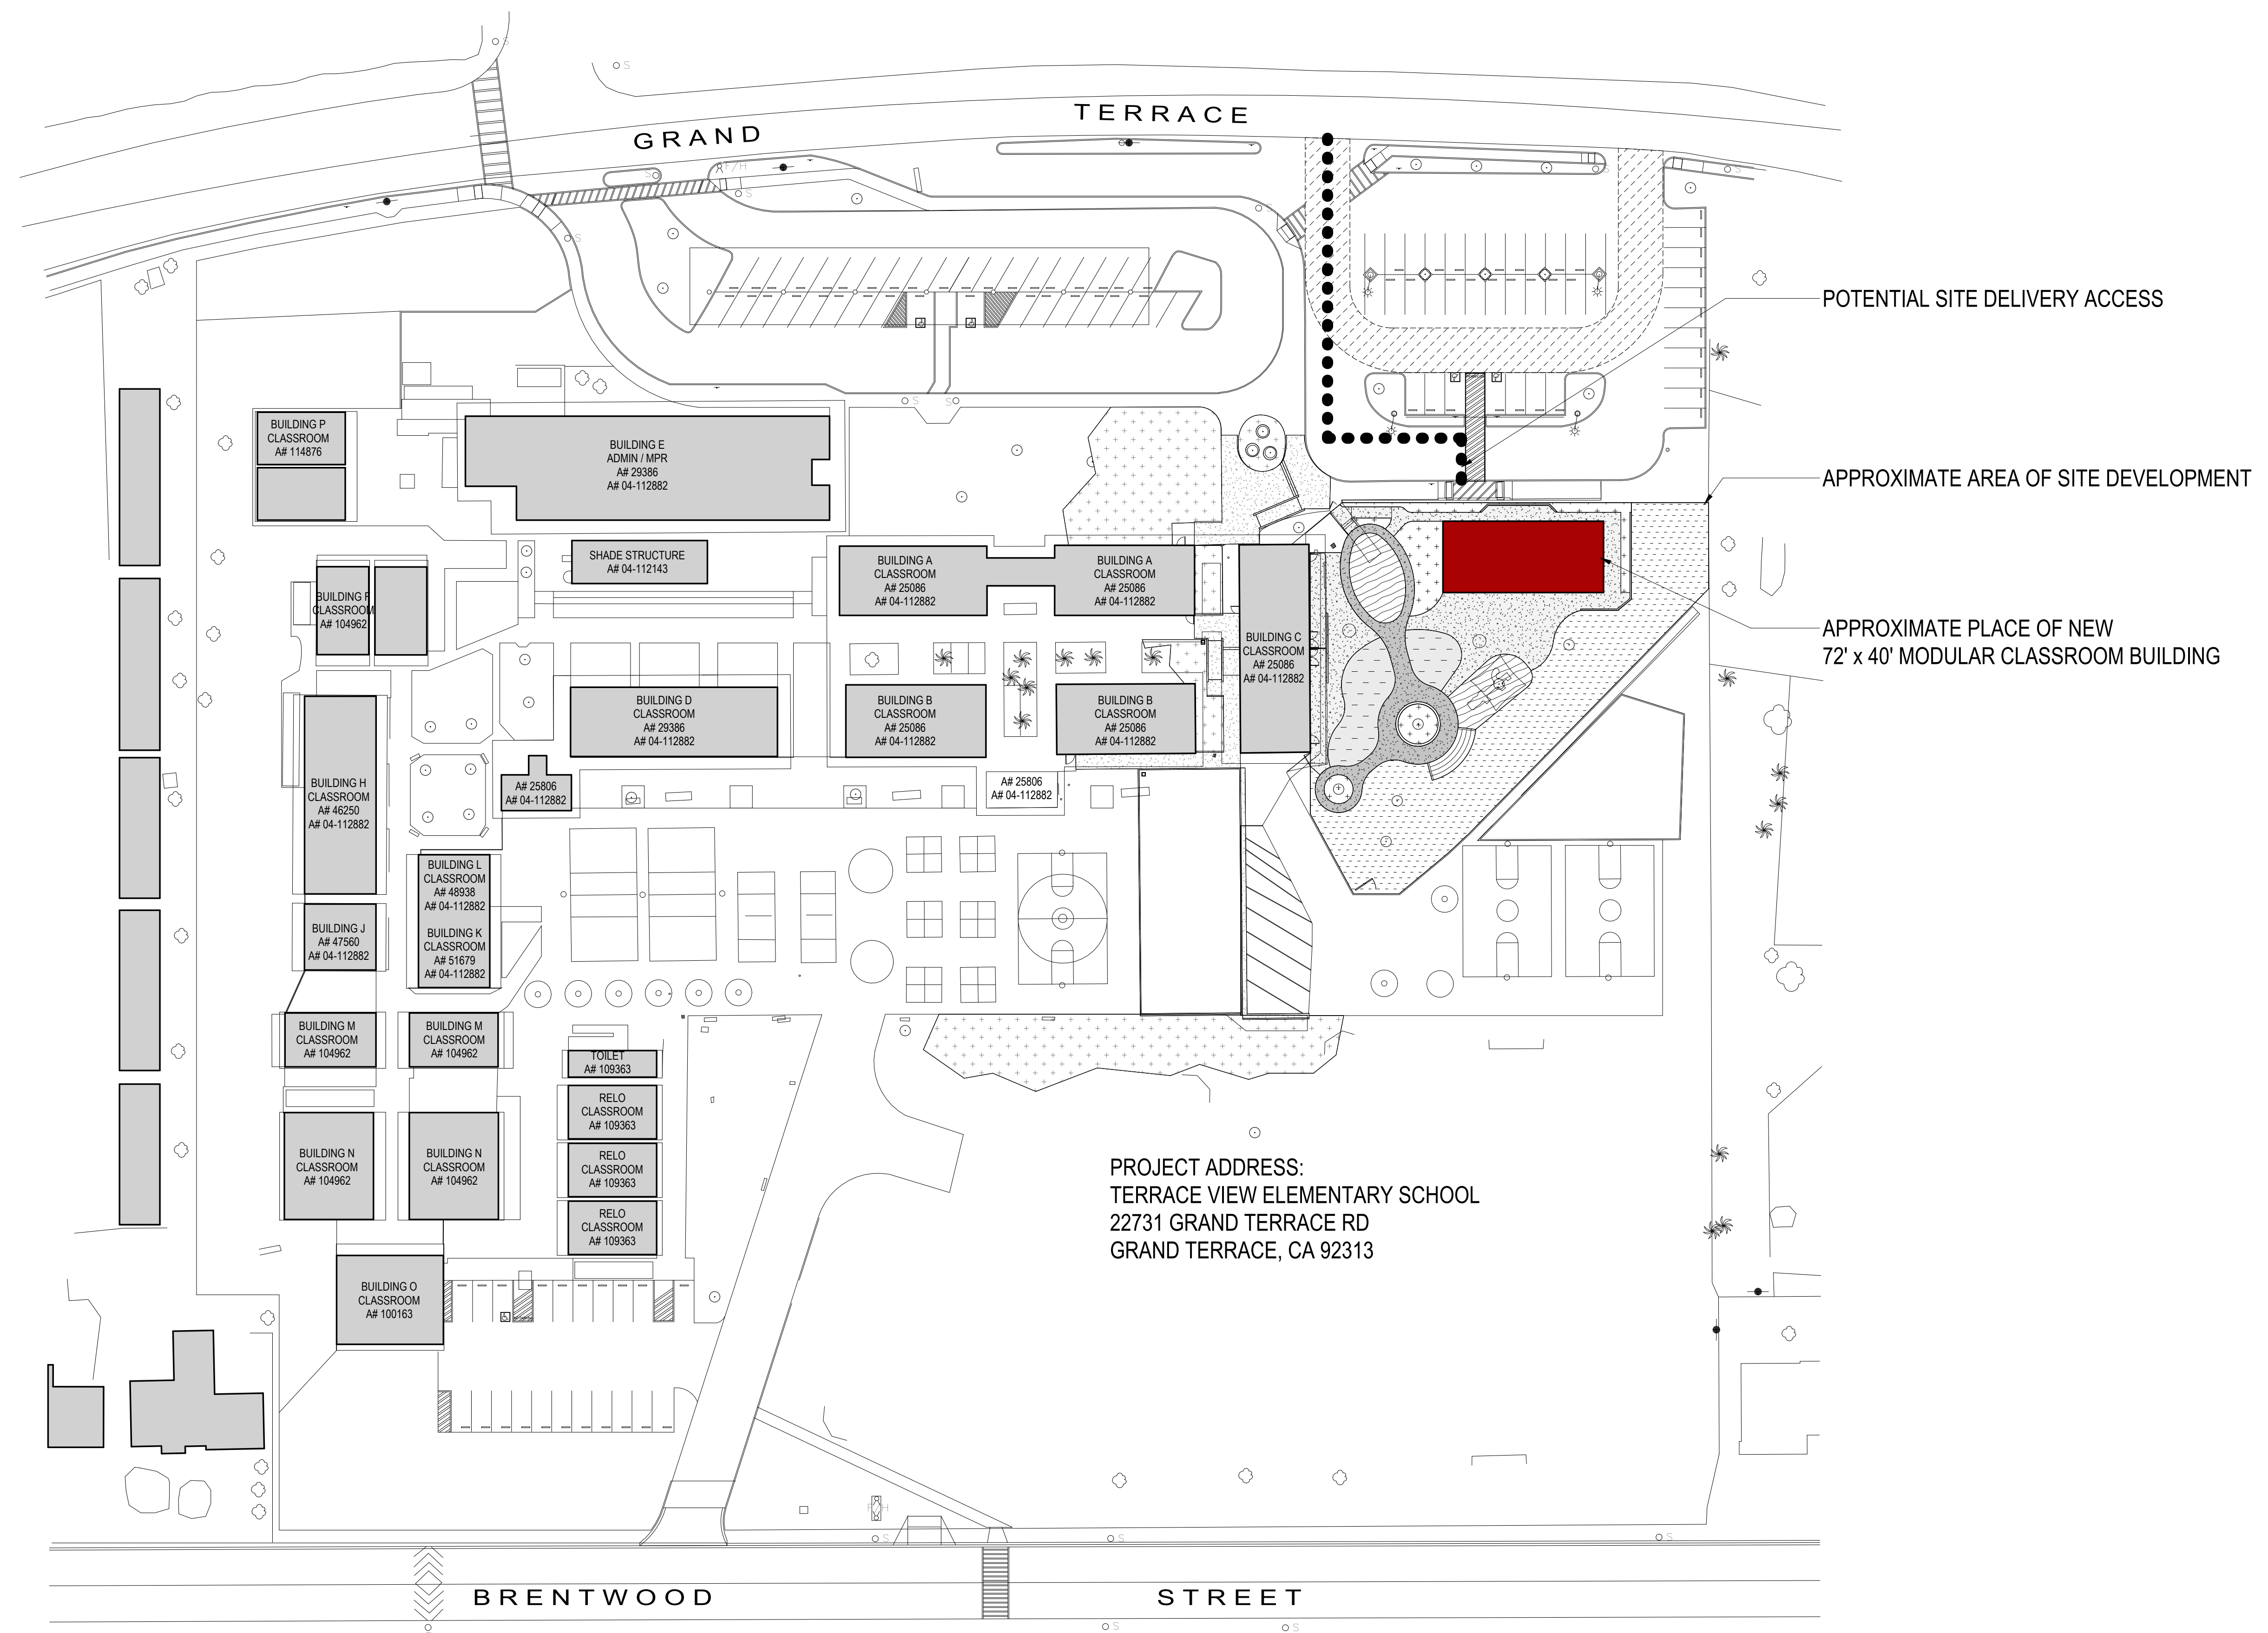 GRAND TERRACE
POTENTIAL SITE DELIVERY ACCESS
APPROXIMATE AREA OF SITE DEVELOPMENT
APPROXIMATE PLACE OF NEW
72' x 40' MODULAR CLASSROOM BUILDING
BUILDING P
CLASSROOM
A# 114876
BUILDING E
ADMIN / MPR
A# 29386
A# 04-112882
SHADE STRUCTURE
A# 04-112143
BUILDING A
CLASSROOM
A# 25086
A# 04-112882
BUILDING A
CLASSROOM
A# 25086
A# 04-112882
BUILDING F
CLASSROOM
A# 104962
BUILDING C
CLASSROOM
A# 25086
A# 04-112882
BUILDING D
CLASSROOM
A# 29386
A# 04-112882
BUILDING B
CLASSROOM
A# 25086
A# 04-112882
BUILDING B
CLASSROOM
A# 25086
A# 04-112882
BUILDING H
CLASSROOM
A# 46250
A# 04-112882
A# 25806
A# 04-112882
A# 25806
A# 04-112882
BUILDING L
CLASSROOM
A# 48938
A# 04-112882
BUILDING K
CLASSROOM
A# 51679
A# 04-112882
BUILDING J
A# 47560
A# 04-112882
BUILDING M
CLASSROOM
A# 104962
BUILDING M
CLASSROOM
A# 104962
TOILET
A# 109363
RELO
CLASSROOM
A# 109363
RELO
CLASSROOM
A# 109363
RELO
CLASSROOM
A# 109363
BUILDING N
CLASSROOM
A# 104962
BUILDING N
CLASSROOM
A# 104962
BUILDING O
CLASSROOM
A# 100163
PROJECT ADDRESS:
TERRACE VIEW ELEMENTARY SCHOOL
22731 GRAND TERRACE RD
GRAND TERRACE, CA 92313
BRENTWOOD STREET